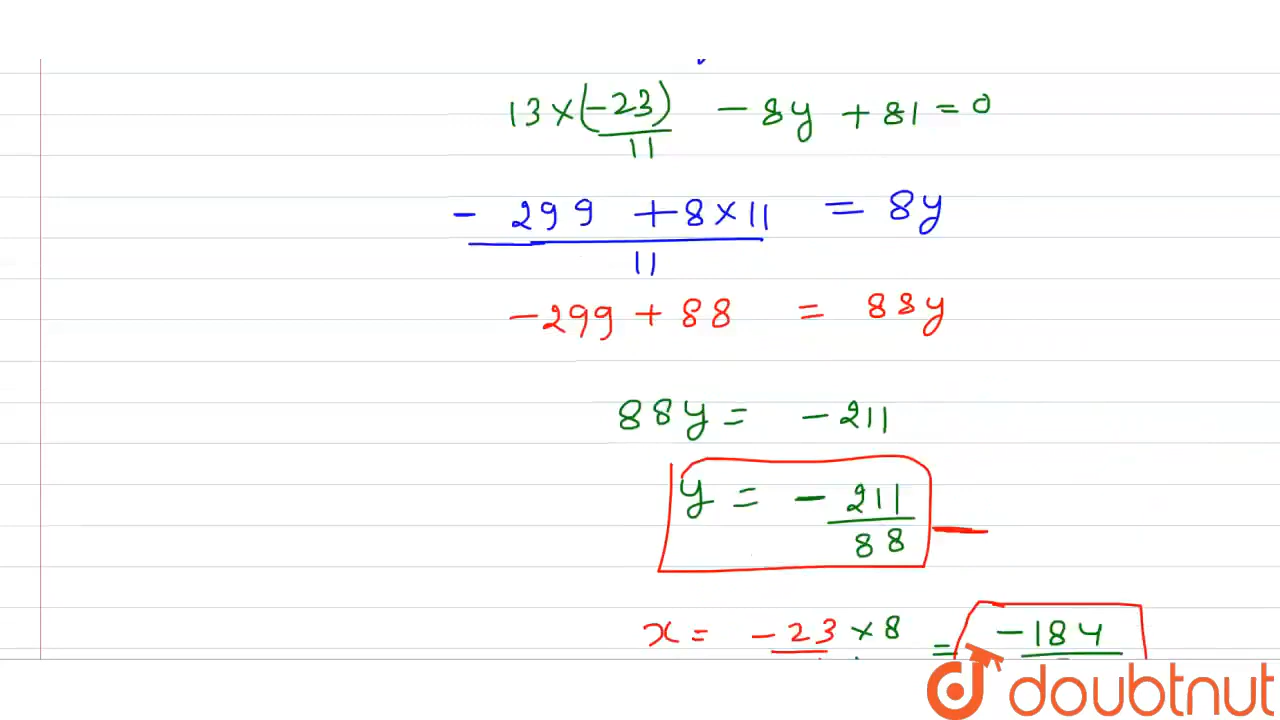 13 × (-23)/11 - 8y + 81 = 0
(- 299 + 8 × 11)/11 = 8y
-299 + 88 = 88y
88y = -211
y = - 211/88
x = -23 × 8 = -184
doubtnut